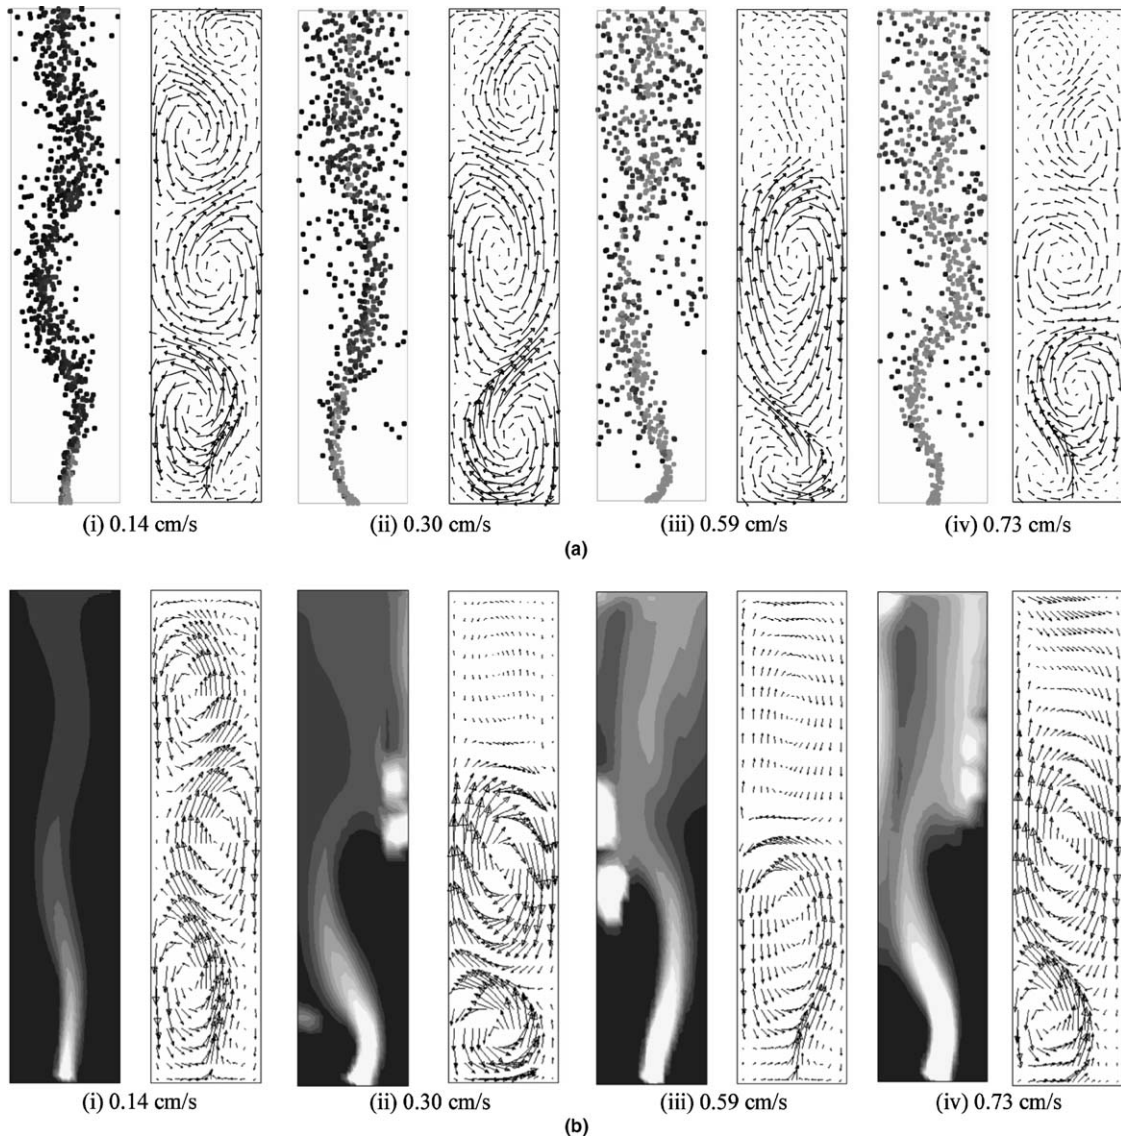 (i) 0.14 cm/s (ii) 0.30 cm/s (iii) 0.59 cm/s (iv) 0.73 cm/s
(a)
(i) 0.14 cm/s (ii) 0.30 cm/s (iii) 0.59 cm/s (iv) 0.73 cm/s
(b)